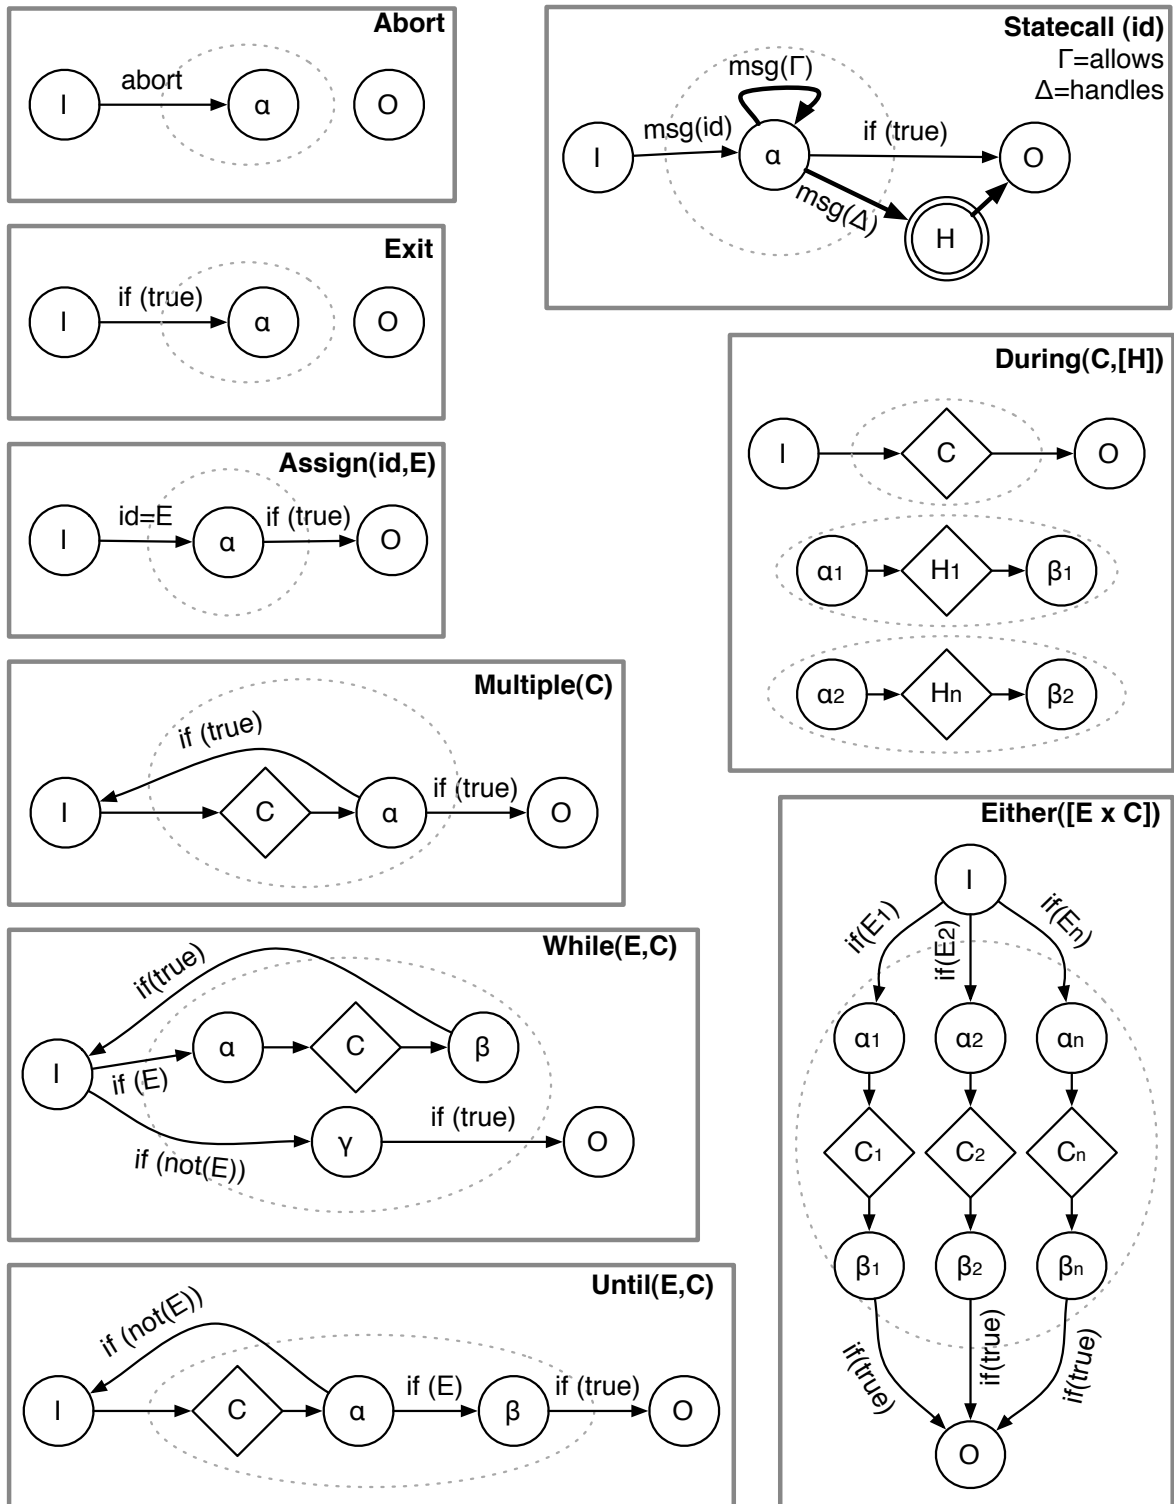 Abort
I
abort
α
O
Exit
I
if (true)
α
O
Assign(id,E)
I
id=E
α
if (true)
O
Multiple(C)
if (true)
I
C
α
if (true)
O
While(E,C)
if(true)
I
if (E)
α
C
β
if (not(E))
γ
if (true)
O
Until(E,C)
if (not(E))
I
C
α
if (E)
β
if (true)
O
Statecall (id)
Γ=allows
Δ=handles
msg(Γ)
I
msg(id)
α
if (true)
O
msg(Δ)
H
During(C,[H])
I
C
O
α1
H1
β1
α2
Hn
β2
Either([E x C])
I
if(E1)
if(E2)
if(En)
α1
α2
αn
C1
C2
Cn
β1
β2
βn
if(true)
if(true)
if(true)
O